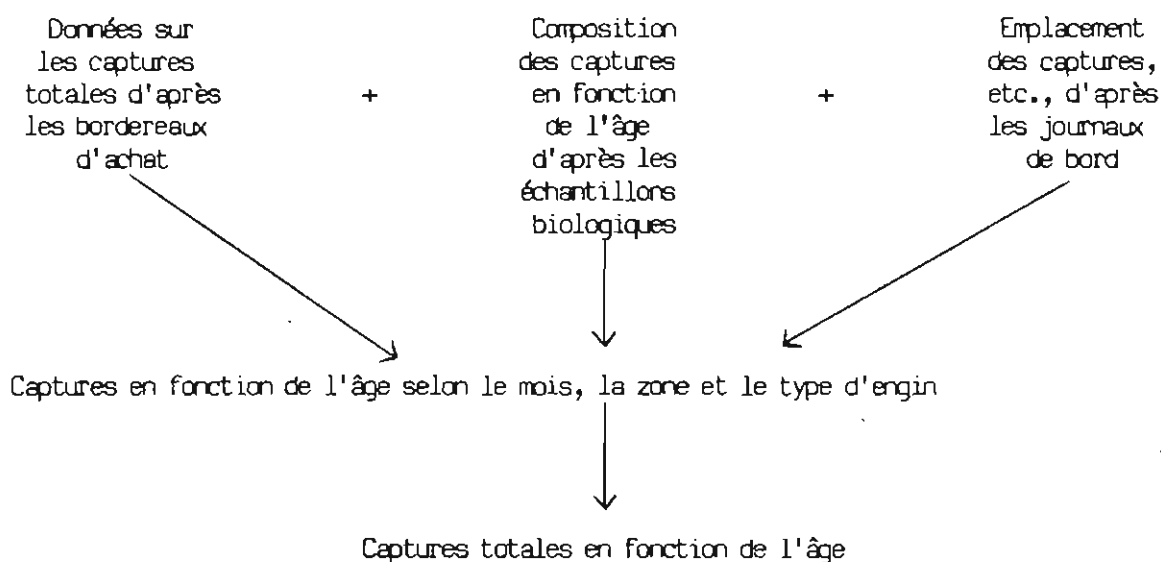 Données sur
les captures
totales d'après
les bordereaux
d'achat
+
Composition
des captures
en fonction
de l'âge
d'après les
échantillons
biologiques
+
Emplacement
des captures,
etc., d'après
les journaux
de bord
Captures en fonction de l'âge selon le mois, la zone et le type d'engin
Captures totales en fonction de l'âge